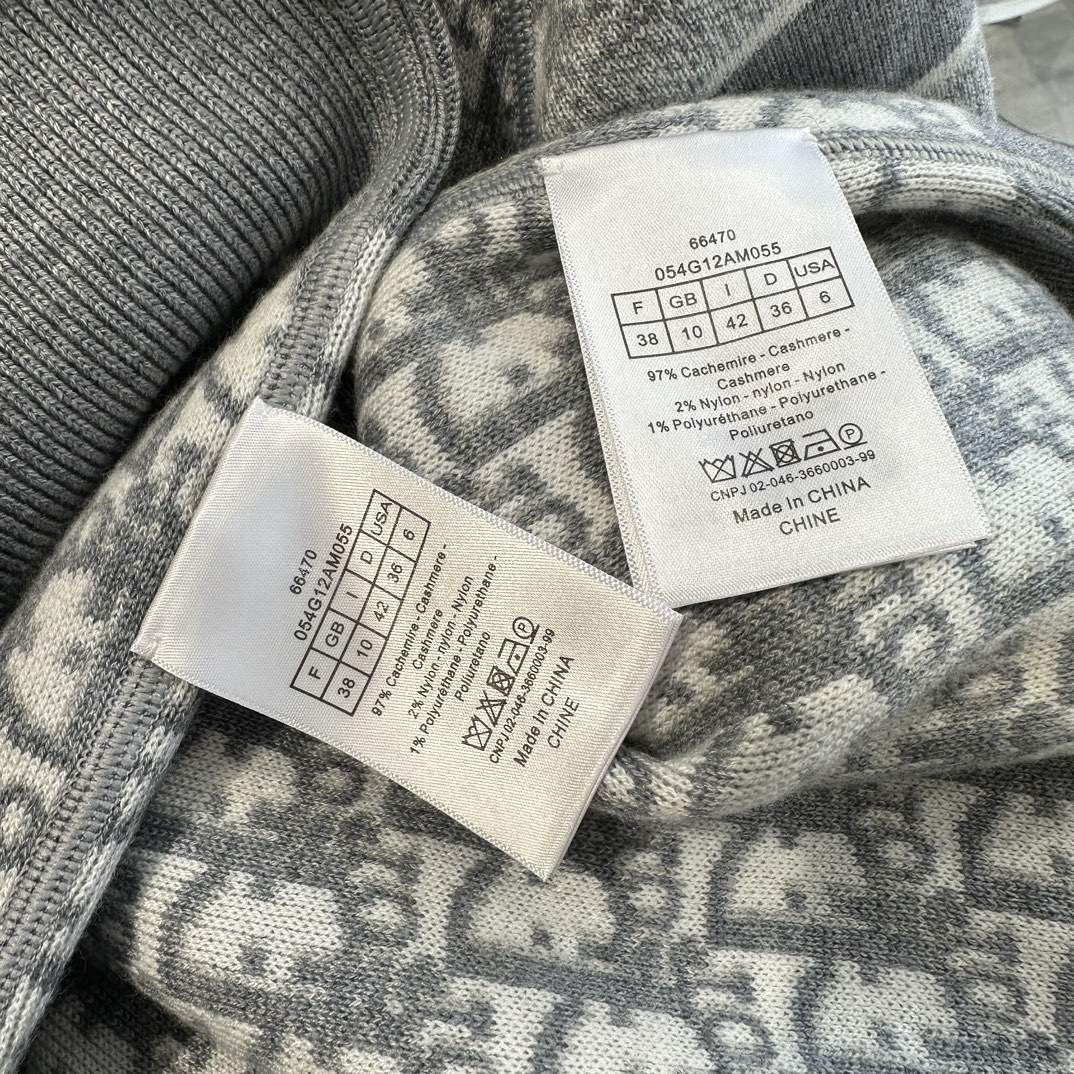 66470
054G12AM055
F GB I D USA
38 10 42 36 6
97% Cachemire - Cashmere -
Cashmere
2% Nylon - nylon - Nylon
1% Polyuréthane - Polyurethane -
Poliuretano
P
CNPJ 02-046-3660003-99
Made In CHINA
CHINE
66470
054G12AM055
F GB I D USA
38 10 42 36 6
97% Cachemire - Cashmere -
Cashmere
2% Nylon - nylon - Nylon
1% Polyuréthane - Polyurethane -
Poliuretano
P
CNPJ 02-046-3660003-99
Made In CHINA
CHINE